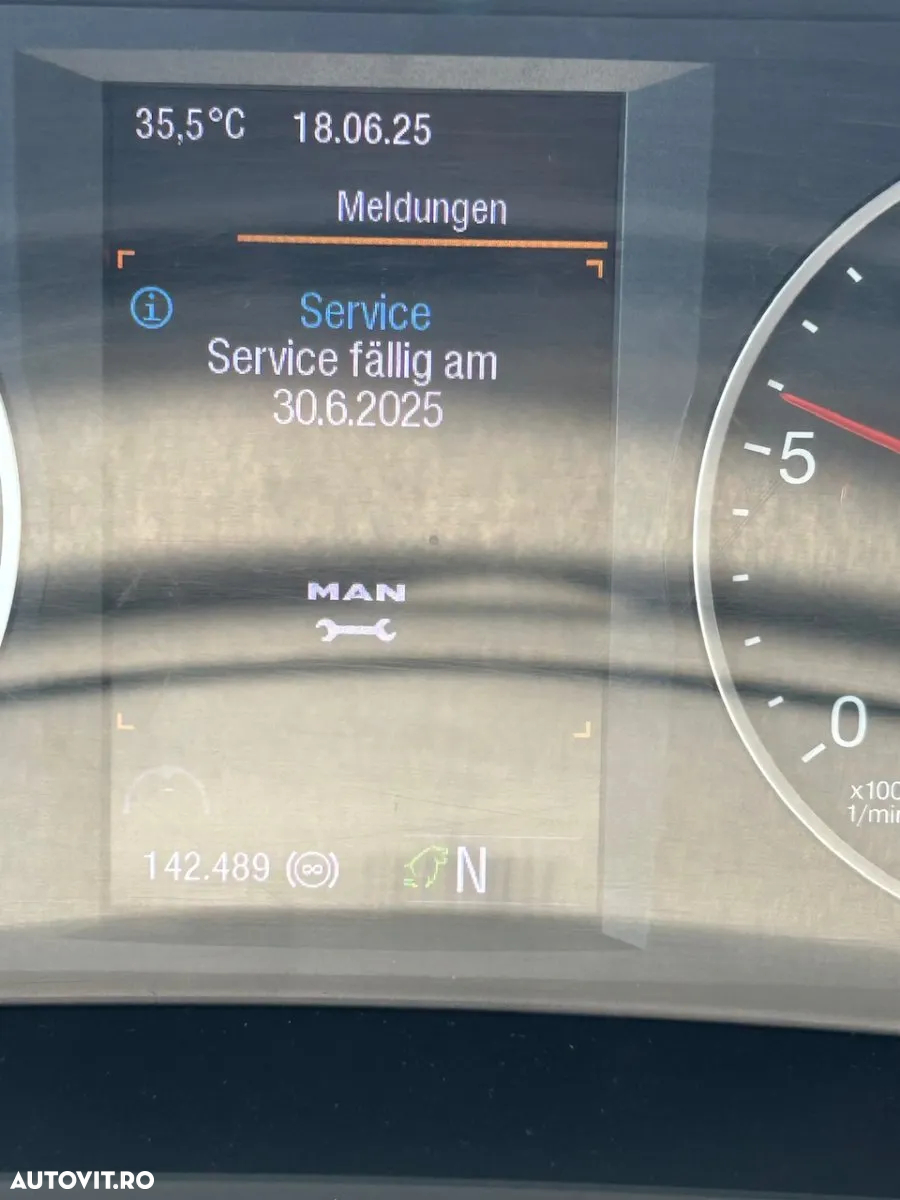 35,5°C 18.06.25
Meldungen
Service
Service fällig am
30.6.2025
5
MAN
0
x100
1/min
142.489 N
AUTOVIT.RO